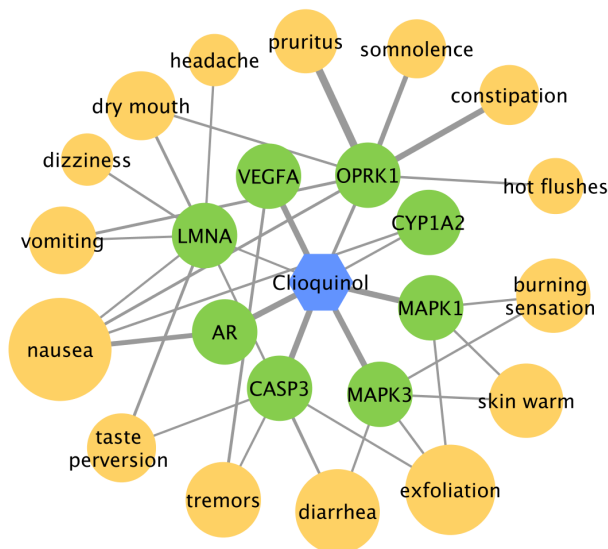 pruritus
somnolence
headache
constipation
dry mouth
dizziness
VEGFA
OPRK1
hot flushes
CYP1A2
vomiting
LMNA
Clioquinol
burning
sensation
MAPK1
nausea
AR
CASP3
MAPK3
skin warm
taste
perversion
tremors
diarrhea
exfoliation